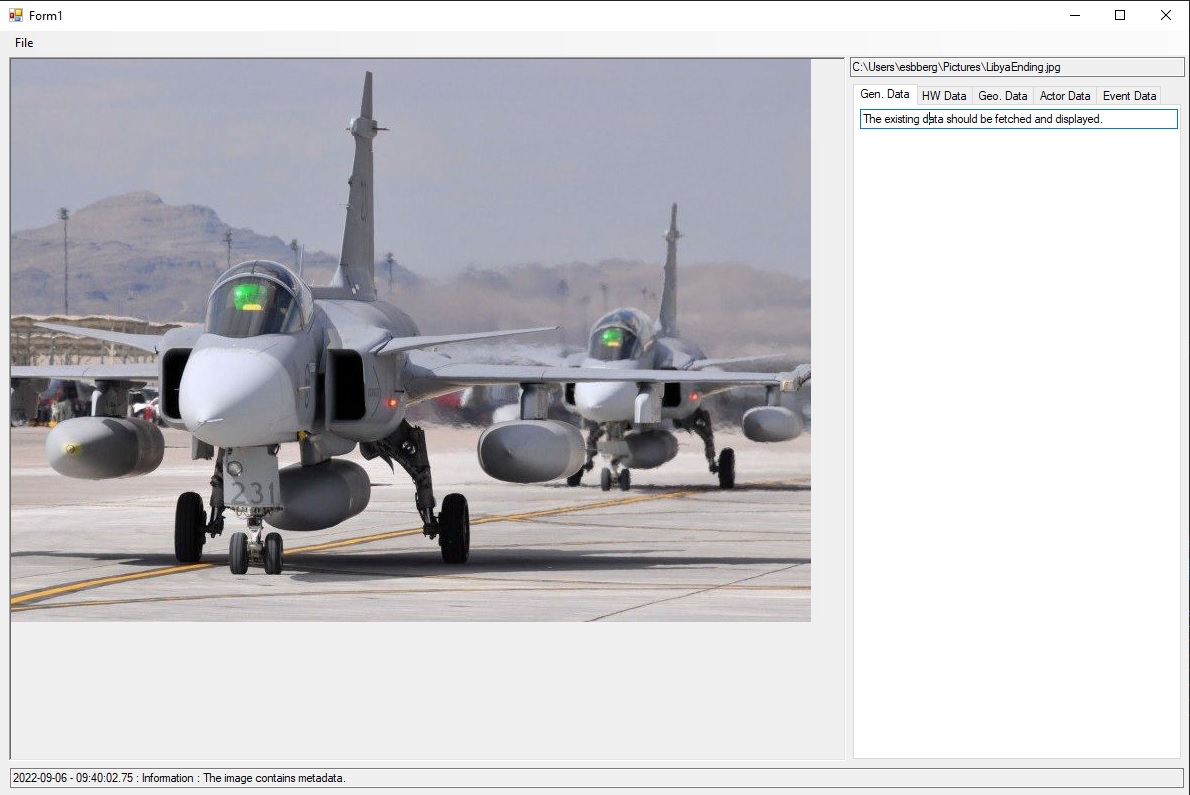 Form1
File
C:\Users\esbberg\Pictures\LibyaEnding.jpg
Gen. Data
HW Data
Geo. Data
Actor Data
Event Data
The existing data should be fetched and displayed.
6
231
2022-09-06 - 09:40:02.75 : Information : The image contains metadata.